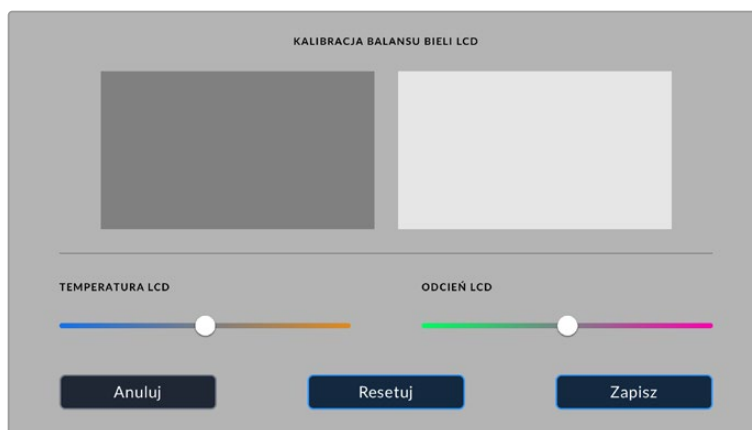 KALIBRACJA BALANSU BIELI LCD
TEMPERATURA LCD
ODCIEŃ LCD
Anuluj
Resetuj
Zapisz